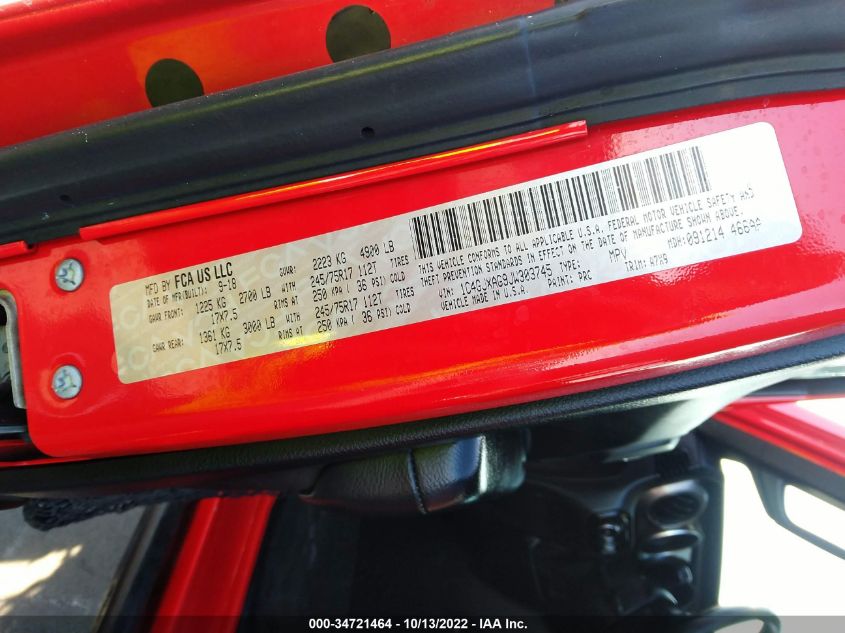 MFD BY FCA US LLC
DATE OF MFR(BUILT): 9-18 GVWR: 2223 KG 4900 LB
GAWR FRONT: 1225 KG 2700 LB WITH 245/75R17 112T TIRES
17X7.5 RIMS AT 250 KPA ( 36 PSI) COLD
GAWR REAR: 1361 KG 3000 LB WITH 245/75R17 112T TIRES
17X7.5 RIMS AT 250 KPA ( 36 PSI) COLD
THIS VEHICLE CONFORMS TO ALL APPLICABLE U.S.A. FEDERAL MOTOR VEHICLE SAFETY AND
THEFT PREVENTION STANDARDS IN EFFECT ON THE DATE OF MANUFACTURE SHOWN ABOVE.
VIN: 1C4GJXAG9JW303745 TYPE: MPV MDH: 091214 466AA
VEHICLE MADE IN U.S.A. PAINT: PRC TRIM: A7X9
000-34721464 | 10/13/2022 - IAA Inc.